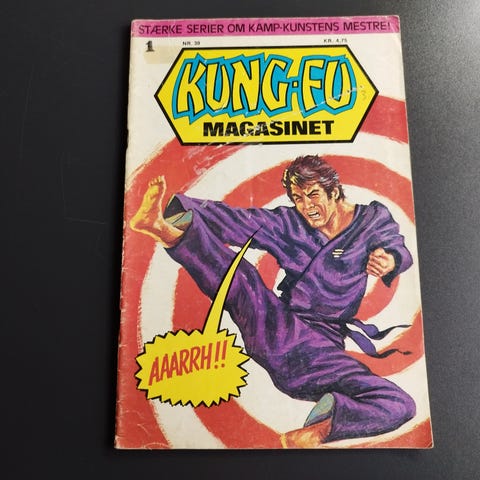 STÆRKE SERIER OM KAMP-KUNSTENS MESTRE!
1
NR. 39
KR. 4,75
KUNG-FU
MAGASINET
AAARRH!!